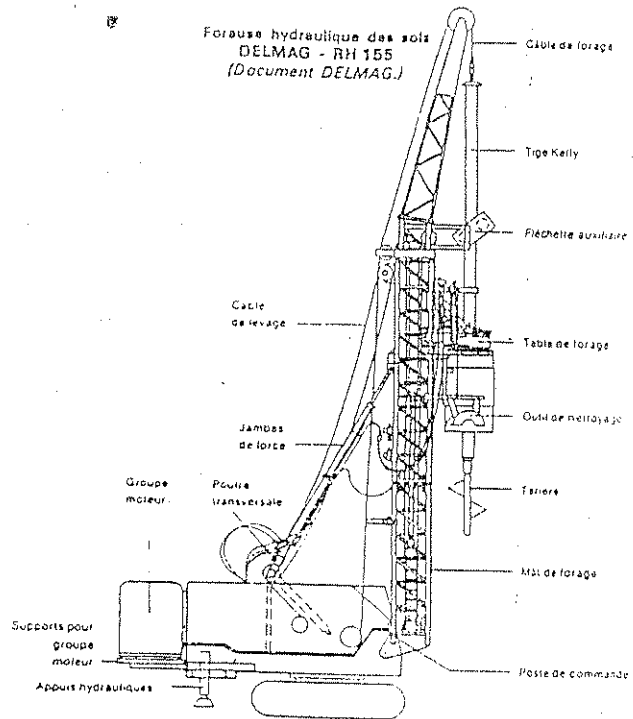 Foreuse hydraulique des sols
DELMAG - RH 155
(Document DELMAG.)
Câble de forage
Tige Kelly
Fléchette auxiliaire
Câble
de levage
Table de forage
Jambes
de force
Outil de nettoyage
Groupe
moteur
Poutre
transversale
Tarière
Mât de forage
Supports pour
groupe
moteur
Poste de commande
Appuis hydrauliques